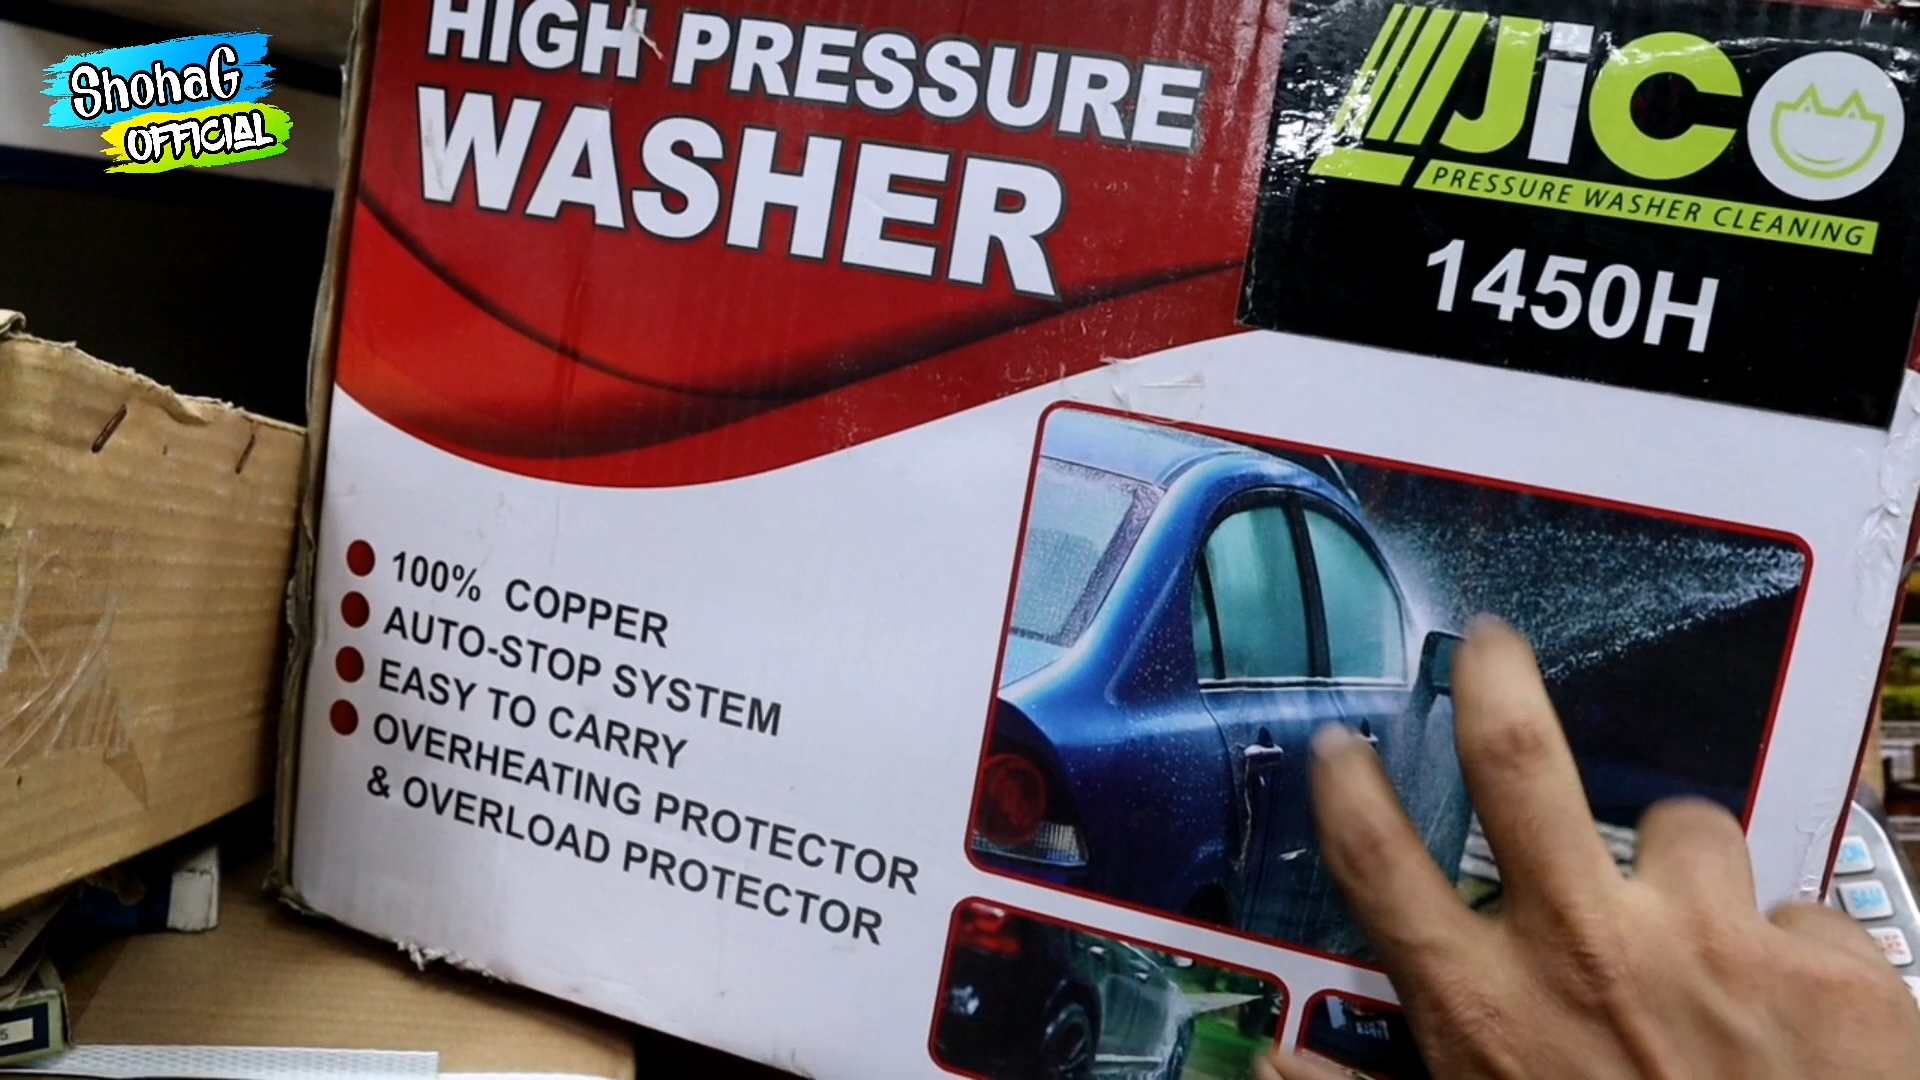 ShohaG
OFFICIAL
HIGH PRESSURE
WASHER
JiCO
PRESSURE WASHER CLEANING
1450H
100% COPPER
AUTO-STOP SYSTEM
EASY TO CARRY
OVERHEATING PROTECTOR
& OVERLOAD PROTECTOR
SAM